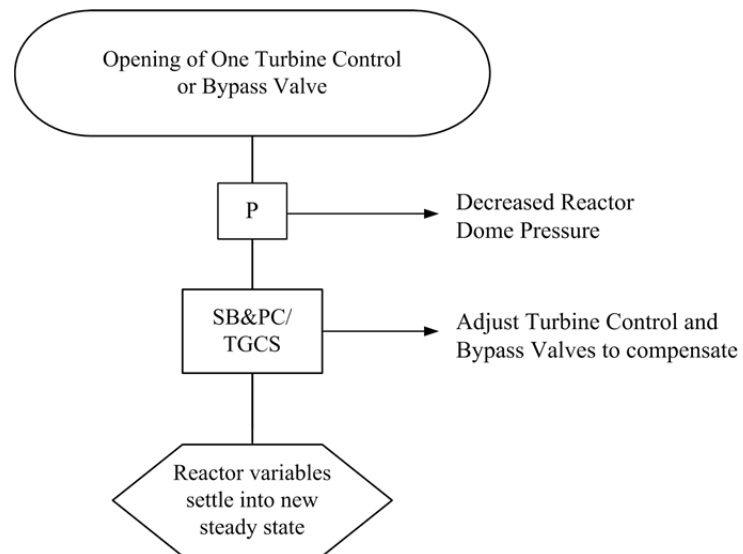 Opening of One Turbine Control
or Bypass Valve
P
Decreased Reactor
Dome Pressure
SB&PC/
TGCS
Adjust Turbine Control and
Bypass Valves to compensate
Reactor variables
settle into new
steady state